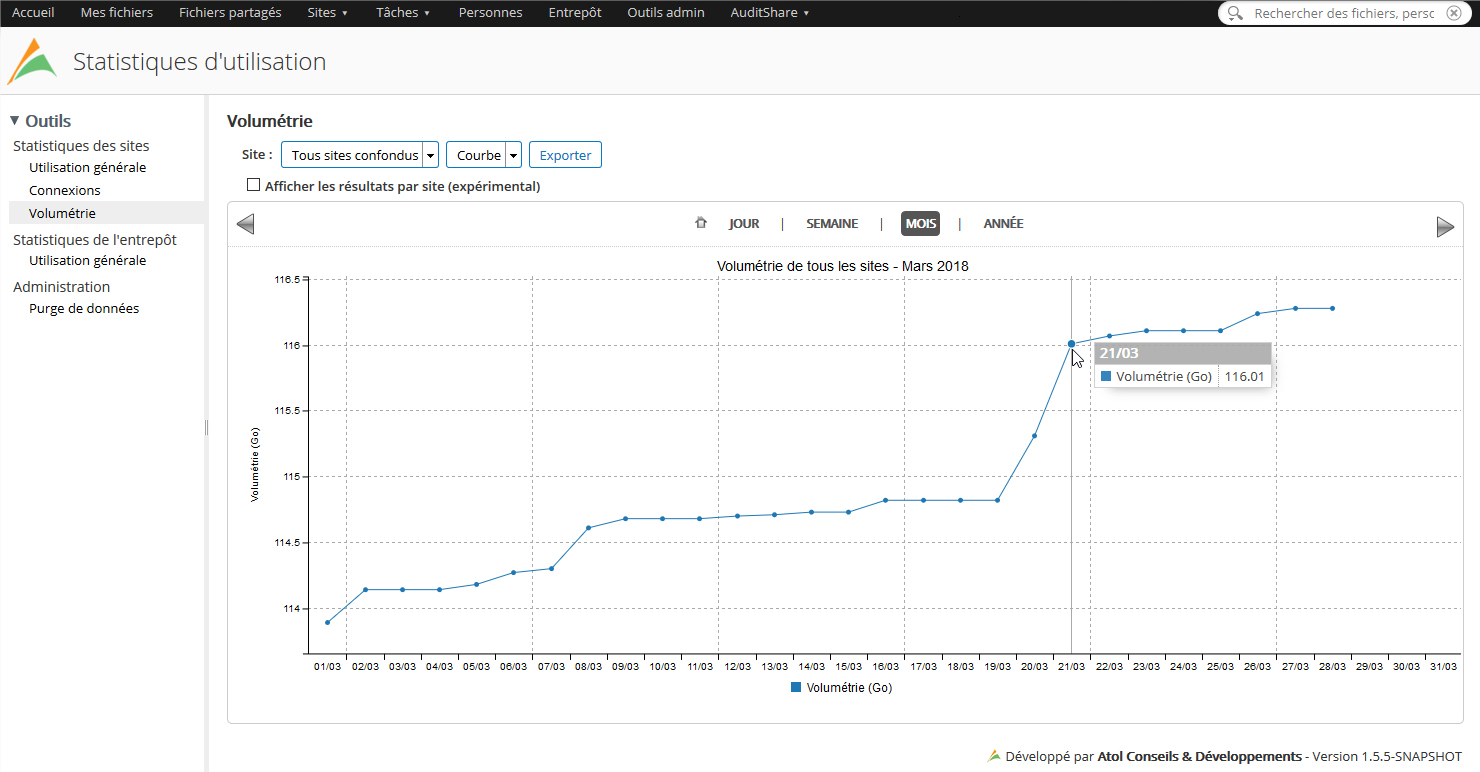 Accueil Mes fichiers Fichiers partagés Sites Tâches Personnes Entrepôt Outils admin AuditShare Rechercher des fichiers, persc
Statistiques d'utilisation
Outils
Statistiques des sites
Utilisation générale
Connexions
Volumétrie
Statistiques de l'entrepôt
Utilisation générale
Administration
Purge de données
Volumétrie
Site : Tous sites confondus Courbe Exporter
Afficher les résultats par site (expérimental)
JOUR | SEMAINE | MOIS | ANNÉE
Volumétrie de tous les sites - Mars 2018
116.5
116
115.5
115
114.5
114
Volumétrie (Go)
21/03
Volumétrie (Go) 116.01
01/03 02/03 03/03 04/03 05/03 06/03 07/03 08/03 09/03 10/03 11/03 12/03 13/03 14/03 15/03 16/03 17/03 18/03 19/03 20/03 21/03 22/03 23/03 24/03 25/03 26/03 27/03 28/03 29/03 30/03 31/03
Volumétrie (Go)
Développé par Atol Conseils & Développements - Version 1.5.5-SNAPSHOT